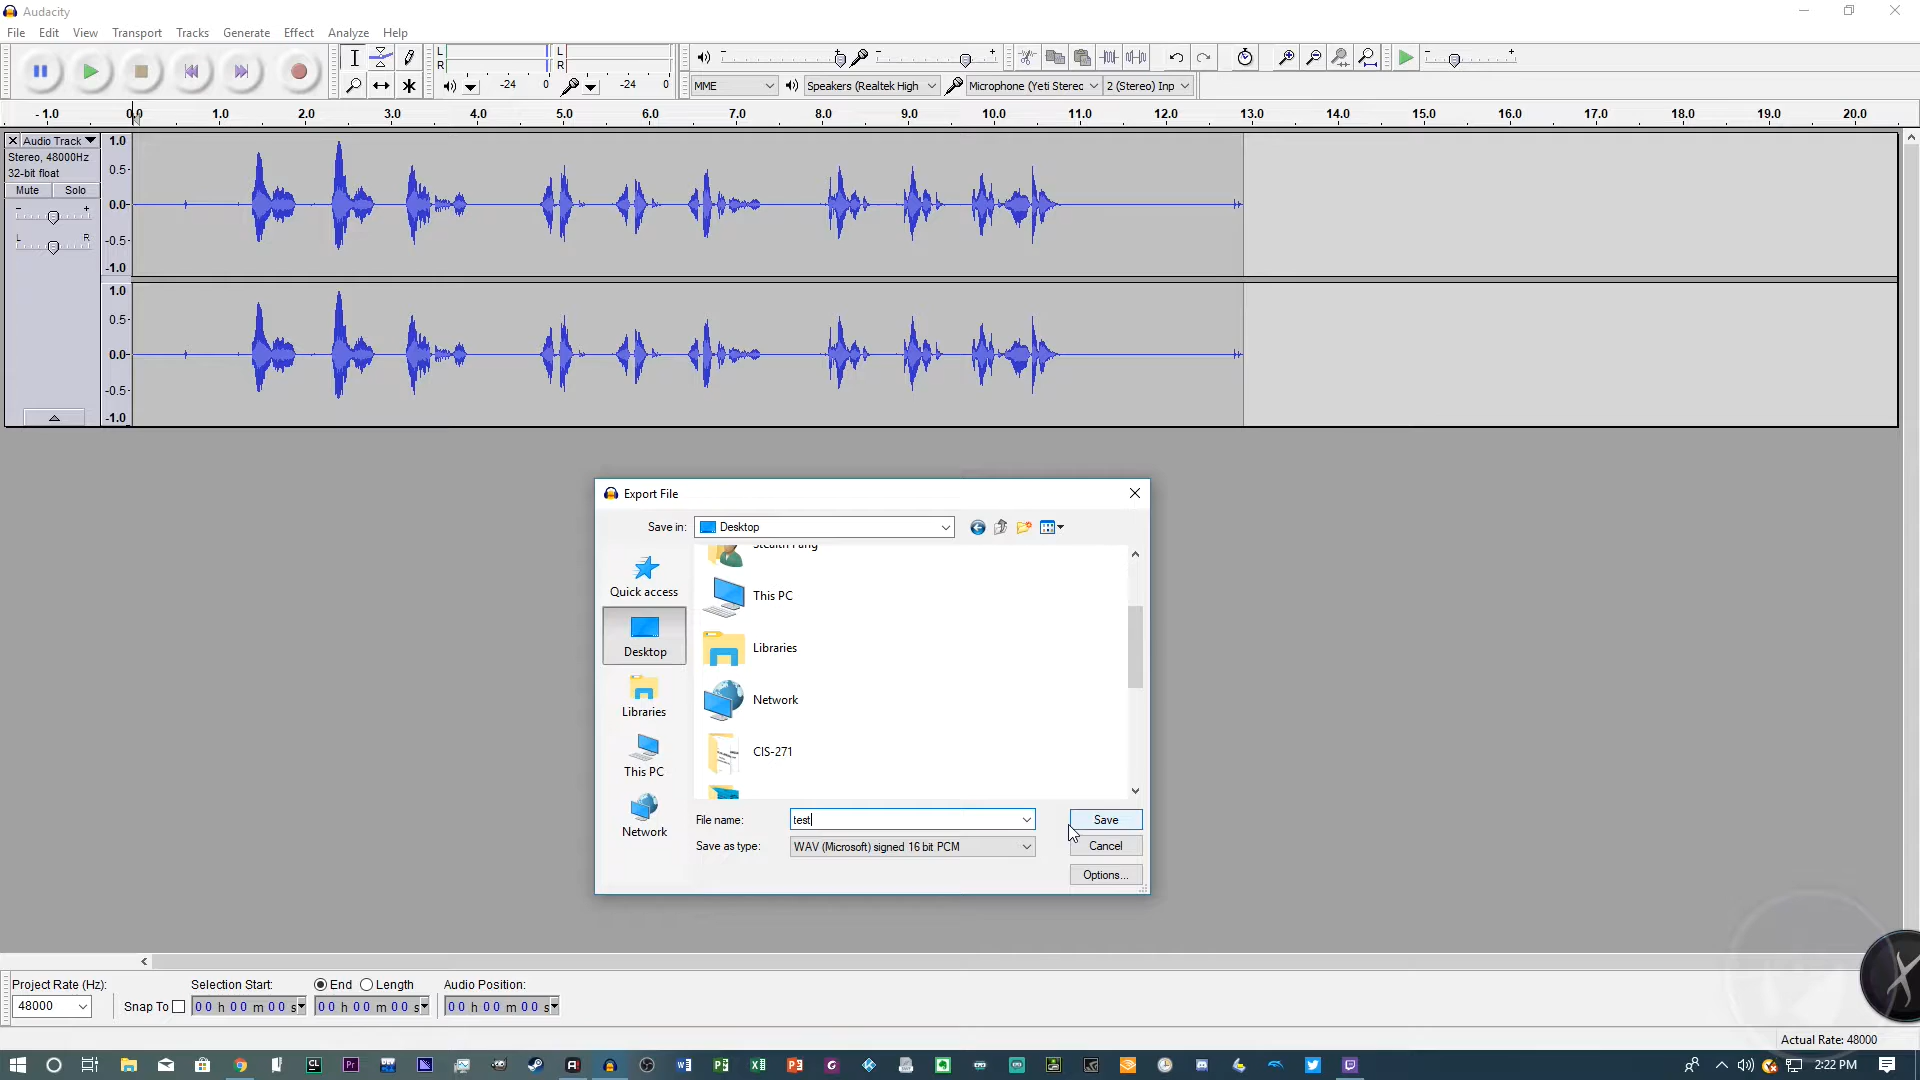 Audacity
File Edit View Transport Tracks Generate Effect Analyze Help
L R L R
-24 0 -24 0
MME Speakers (Realtek High Microphone (Yeti Stereo 2 (Stereo) Inp
- 1.0 0.0 1.0 2.0 3.0 4.0 5.0 6.0 7.0 8.0 9.0 10.0 11.0 12.0 13.0 14.0 15.0 16.0 17.0 18.0 19.0 20.0
Audio Track
Stereo, 48000Hz
32-bit float
Mute Solo
- +
L R
1.0
0.5-
0.0-
-0.5-
-1.0
1.0
0.5-
0.0-
-0.5-
-1.0
Export File
Save in: Desktop
Quick access
Desktop
Libraries
This PC
Network
Stealth Fang
This PC
Libraries
Network
CIS-271
File name: test Save
Save as type: WAV (Microsoft) signed 16 bit PCM Cancel
Options...
Project Rate (Hz): Selection Start: End Length Audio Position:
48000 Snap To 00 h 00 m 00 s 00 h 00 m 00 s 00 h 00 m 00 s
Actual Rate: 48000
2:22 PM